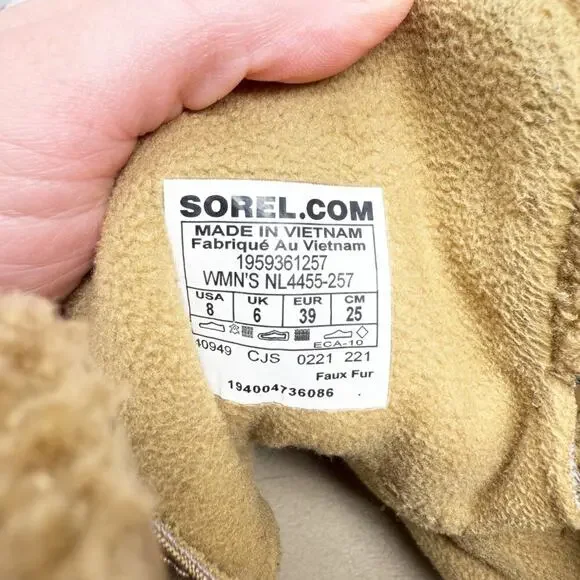 SOREL.COM
MADE IN VIETNAM
Fabriqué Au Vietnam
1959361257
WMN'S NL4455-257
USA UK EUR CM
8 6 39 25
ECA-10
40949 CJS 0221 221
Faux Fur
194004736086